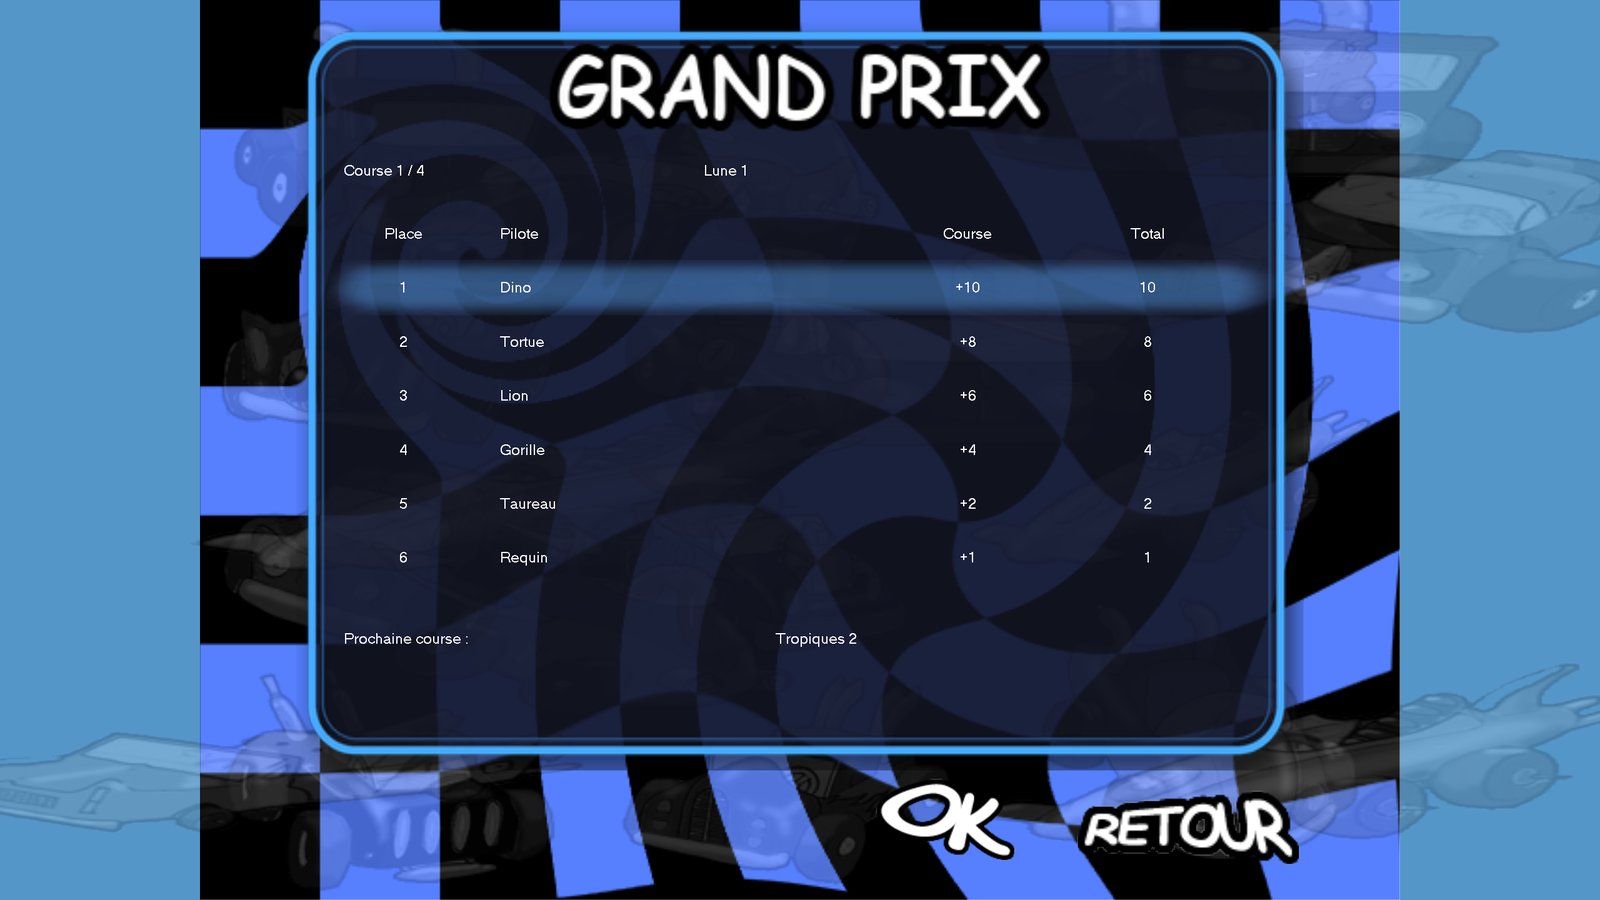 GRAND PRIX
Course 1 / 4 Lune 1
Place Pilote Course Total
1 Dino +10 10
2 Tortue +8 8
3 Lion +6 6
4 Gorille +4 4
5 Taureau +2 2
6 Requin +1 1
Prochaine course : Tropiques 2
OK RETOUR